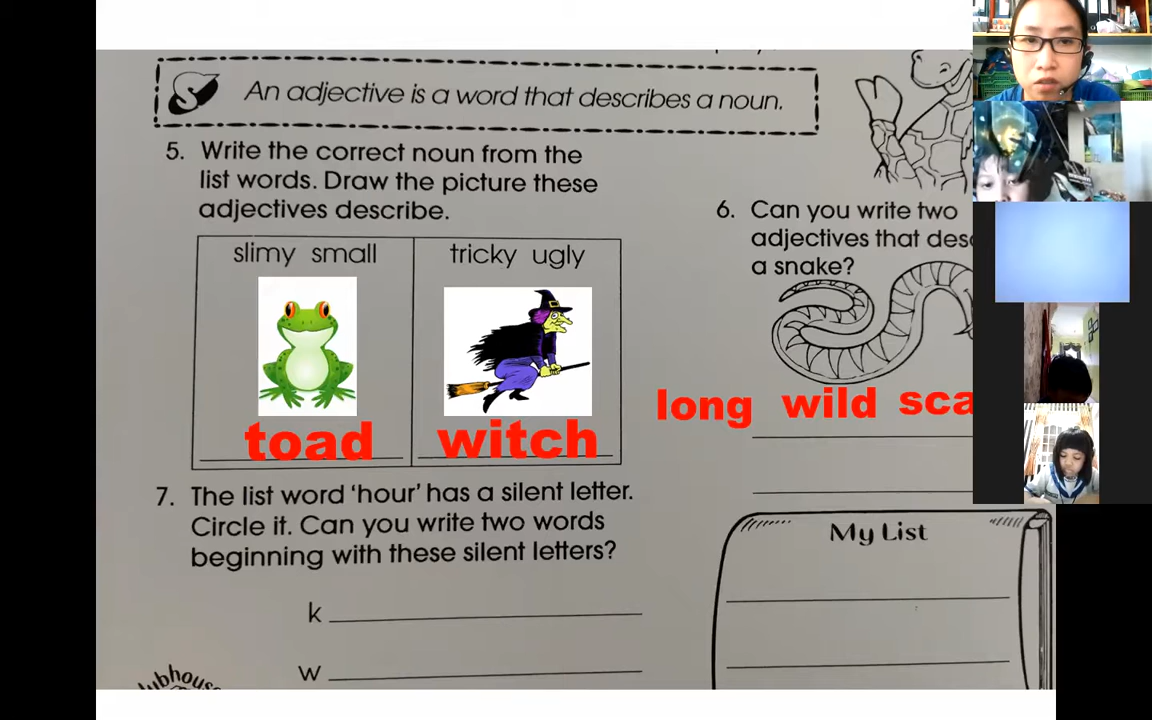 An adjective is a word that describes a noun.
5. Write the correct noun from the
list words. Draw the picture these
adjectives describe.
slimy small
tricky ugly
toad
witch
6. Can you write two
adjectives that
a snake?
long wild
7. The list word ‘hour’ has a silent letter.
Circle it. Can you write two words
beginning with these silent letters?
k
w
My List